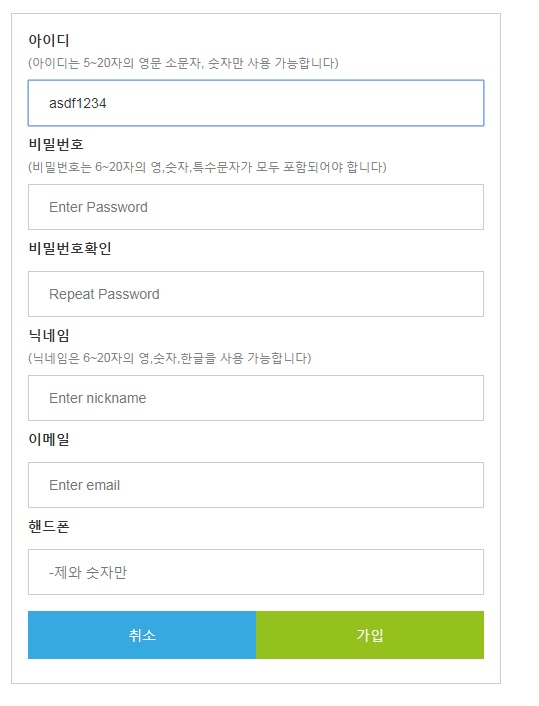 아이디
(아이디는 5~20자의 영문 소문자, 숫자만 사용 가능합니다)
asdf1234
비밀번호
(비밀번호는 6~20자의 영,숫자,특수문자가 모두 포함되어야 합니다)
Enter Password
비밀번호확인
Repeat Password
닉네임
(닉네임은 6~20자의 영,숫자,한글을 사용 가능합니다)
Enter nickname
이메일
Enter email
핸드폰
-제와 숫자만
취소 가입